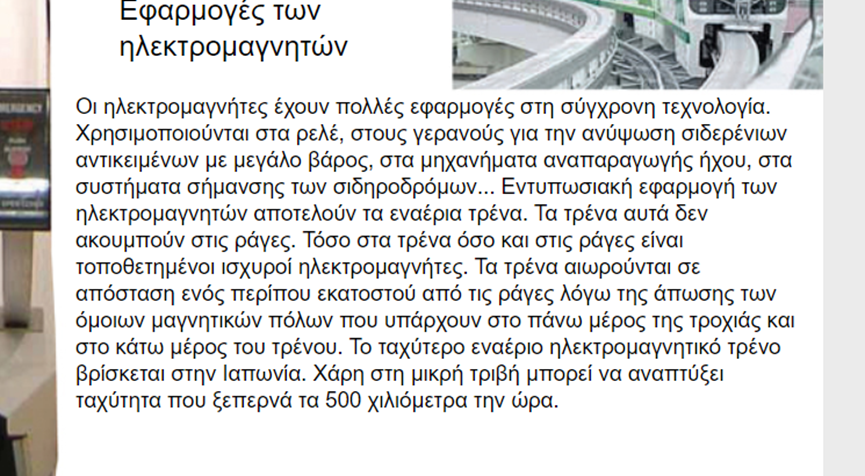 Εφαρμογές των
ηλεκτρομαγνητών
Οι ηλεκτρομαγνήτες έχουν πολλές εφαρμογές στη σύγχρονη τεχνολογία.
Χρησιμοποιούνται στα ρελέ, στους γερανούς για την ανύψωση σιδερένιων
αντικειμένων με μεγάλο βάρος, στα μηχανήματα αναπαραγωγής ήχου, στα
συστήματα σήμανσης των σιδηροδρόμων... Εντυπωσιακή εφαρμογή των
ηλεκτρομαγνητών αποτελούν τα εναέρια τρένα. Τα τρένα αυτά δεν
ακουμπούν στις ράγες. Τόσο στα τρένα όσο και στις ράγες είναι
τοποθετημένοι ισχυροί ηλεκτρομαγνήτες. Τα τρένα αιωρούνται σε
απόσταση ενός περίπου εκατοστού από τις ράγες λόγω της άπωσης των
όμοιων μαγνητικών πόλων που υπάρχουν στο πάνω μέρος της τροχιάς και
στο κάτω μέρος του τρένου. Το ταχύτερο εναέριο ηλεκτρομαγνητικό τρένο
βρίσκεται στην Ιαπωνία. Χάρη στη μικρή τριβή μπορεί να αναπτύξει
ταχύτητα που ξεπερνά τα 500 χιλιόμετρα την ώρα.